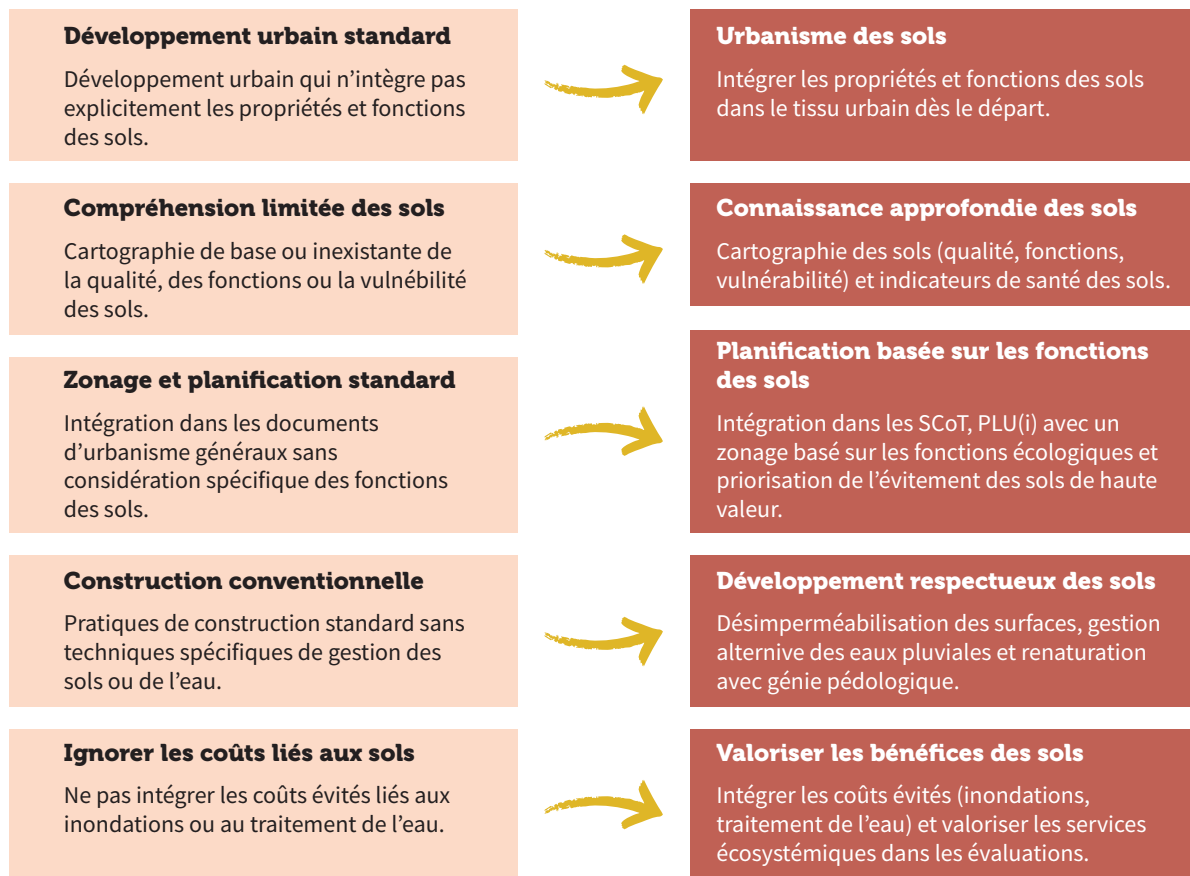 Développement urbain standard
Développement urbain qui n’intègre pas
explicitement les propriétés et fonctions
des sols.
Urbanisme des sols
Intégrer les propriétés et fonctions des sols
dans le tissu urbain dès le départ.
Compréhension limitée des sols
Cartographie de base ou inexistante de
la qualité, des fonctions ou la vulnébilité
des sols.
Connaissance approfondie des sols
Cartographie des sols (qualité, fonctions,
vulnérabilité) et indicateurs de santé des sols.
Zonage et planification standard
Intégration dans les documents
d’urbanisme généraux sans
considération spécifique des fonctions
des sols.
Planification basée sur les fonctions
des sols
Intégration dans les SCoT, PLU(i) avec un
zonage basé sur les fonctions écologiques et
priorisation de l’évitement des sols de haute
valeur.
Construction conventionnelle
Pratiques de construction standard sans
techniques spécifiques de gestion des
sols ou de l’eau.
Développement respectueux des sols
Désimperméabilisation des surfaces, gestion
alternive des eaux pluviales et renaturation
avec génie pédologique.
Ignorer les coûts liés aux sols
Ne pas intégrer les coûts évités liés aux
inondations ou au traitement de l’eau.
Valoriser les bénéfices des sols
Intégrer les coûts évités (inondations,
traitement de l’eau) et valoriser les services
écosystémiques dans les évaluations.